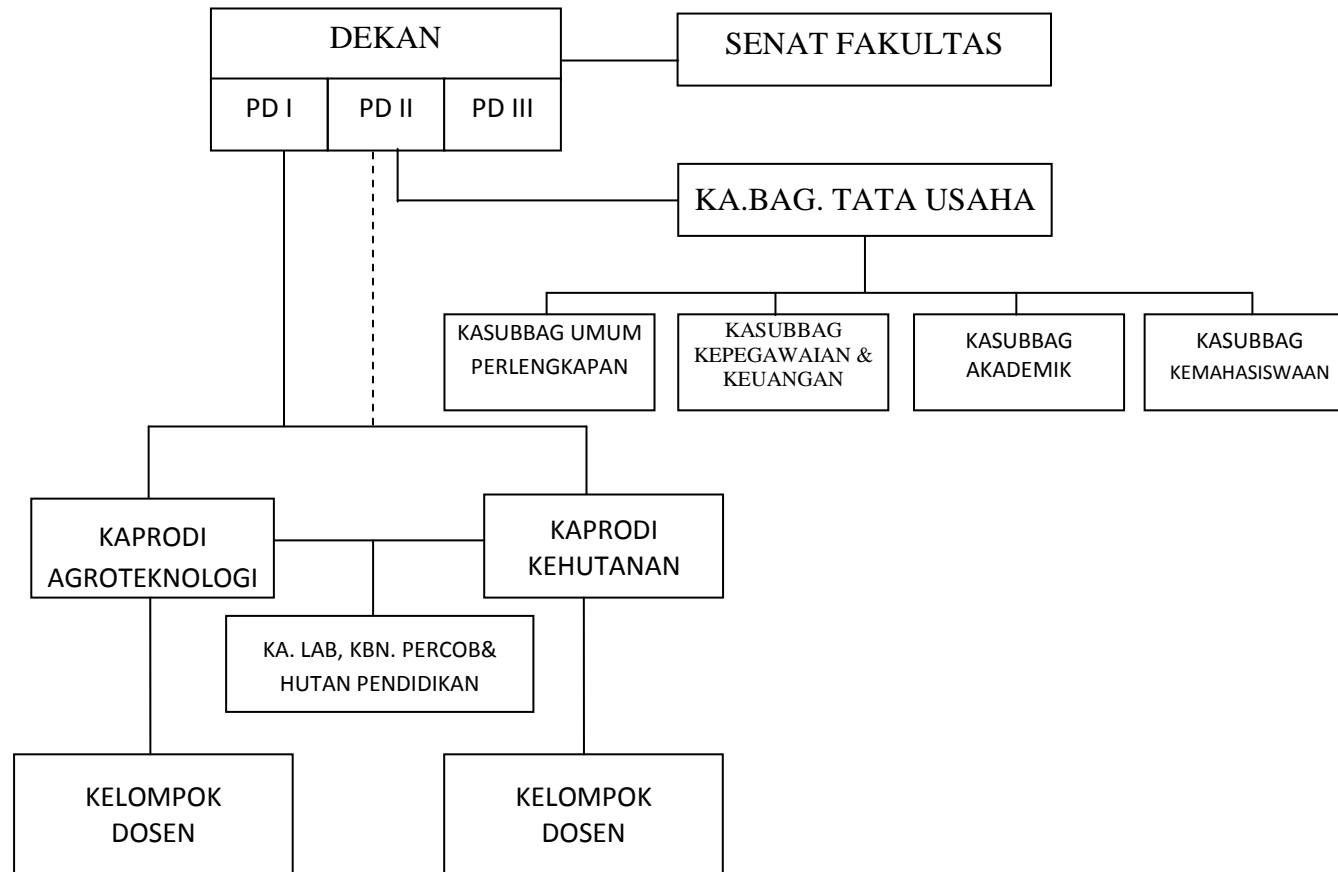 DEKAN
SENAT FAKULTAS
PD I
PD II
PD III
KA.BAG. TATA USAHA
KASUBBAG UMUM
PERLENGKAPAN
KASUBBAG
KEPEGAWAIAN &
KEUANGAN
KASUBBAG
AKADEMIK
KASUBBAG
KEMAHASISWAAN
KAPRODI
AGROTEKNOLOGI
KAPRODI
KEHUTANAN
KA. LAB, KBN. PERCOB&
HUTAN PENDIDIKAN
KELOMPOK
DOSEN
KELOMPOK
DOSEN